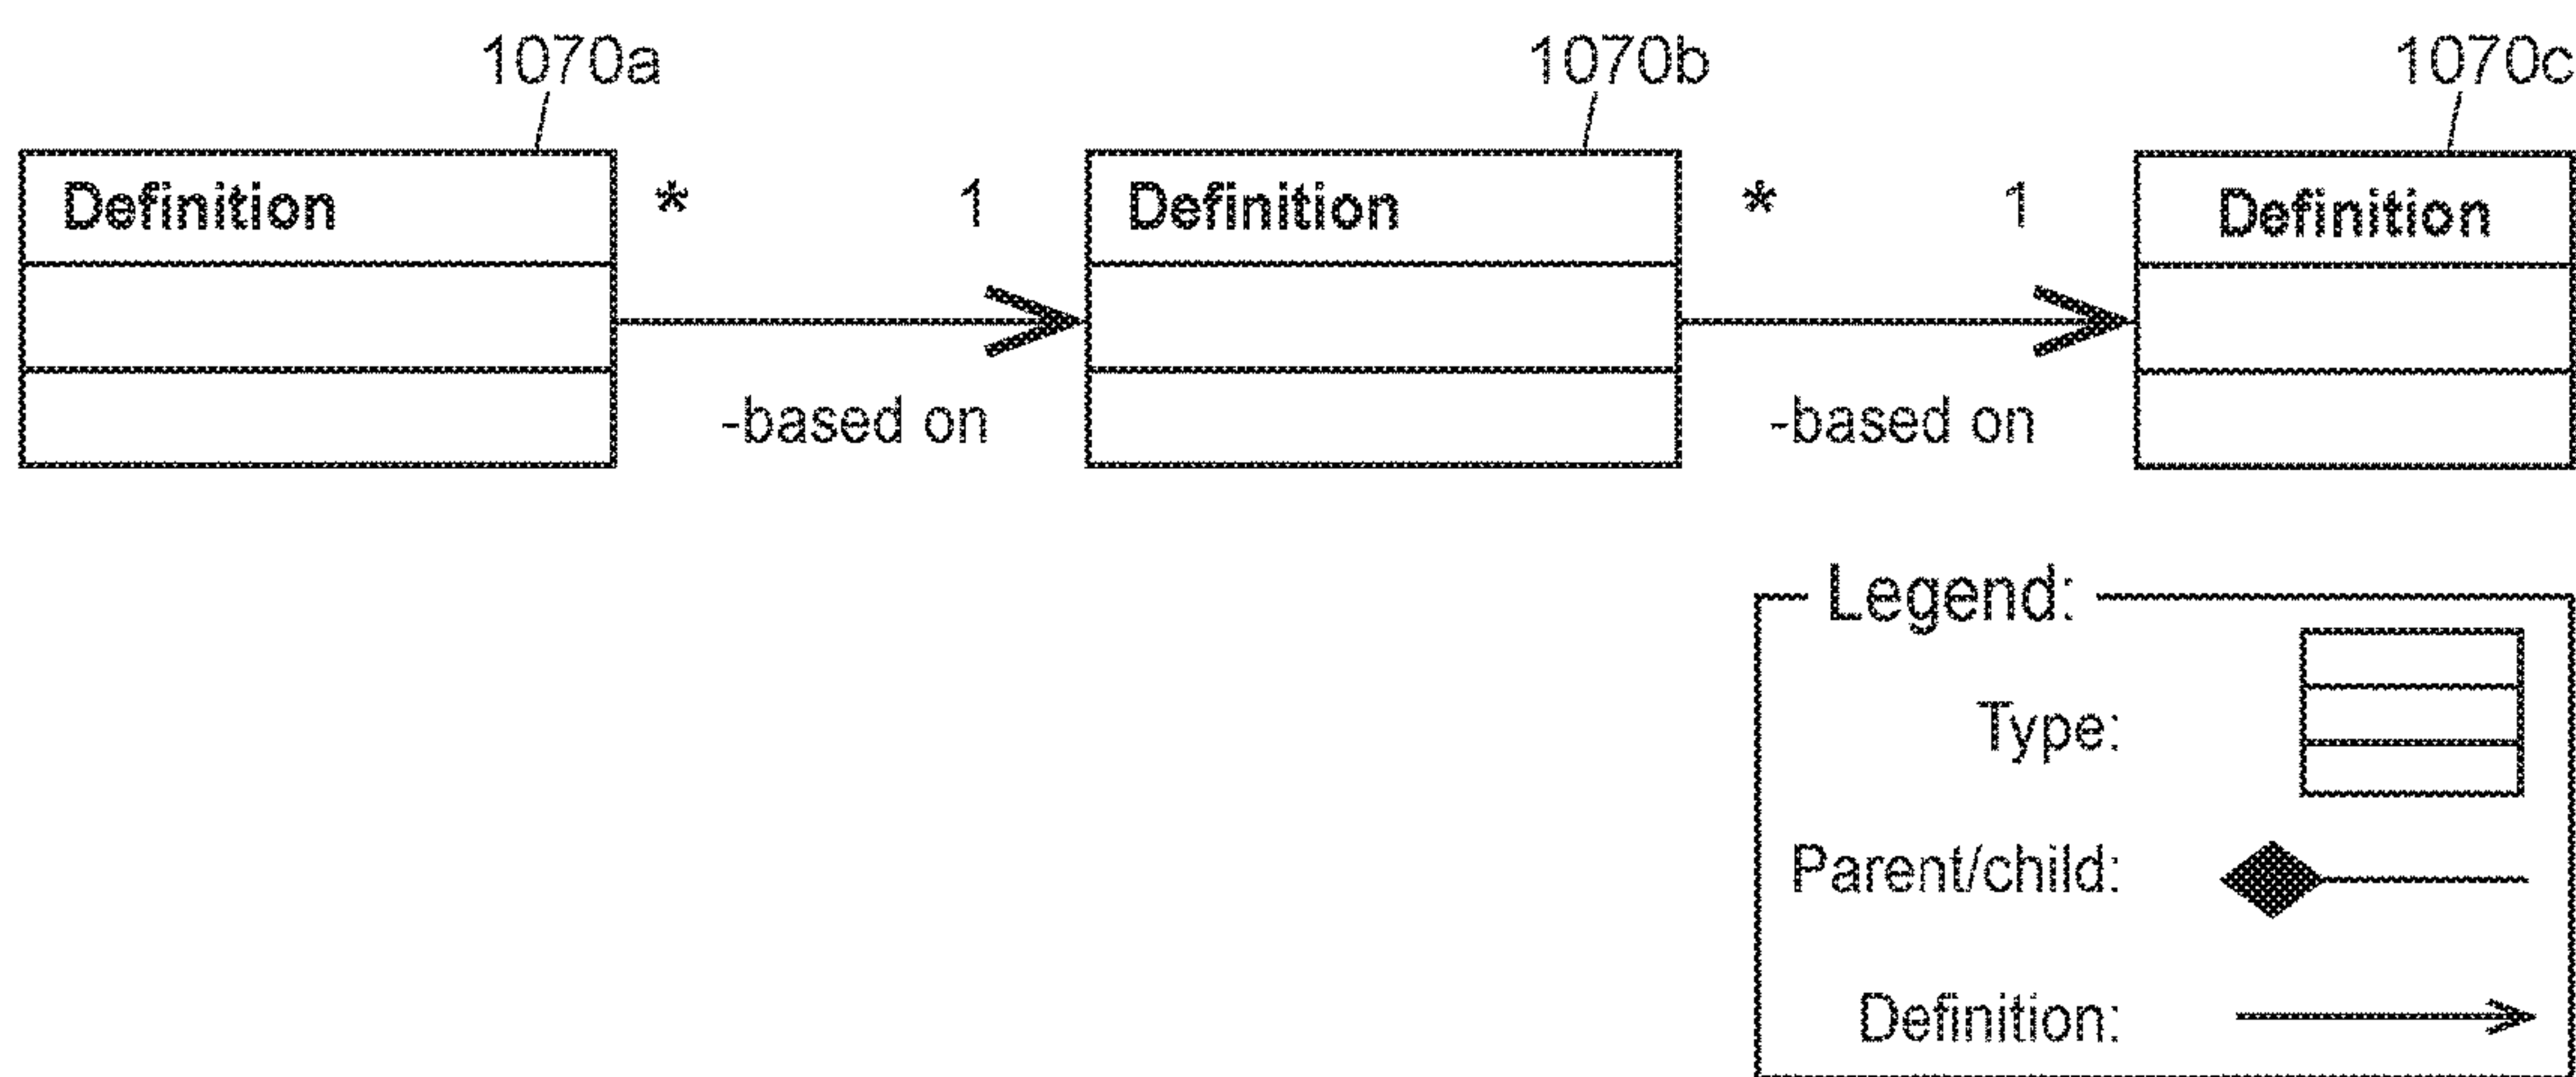 1070a 1070b 1070c
Definition * 1 Definition * 1 Definition
-based on -based on
Legend:
Type:
Parent/child:
Definition: